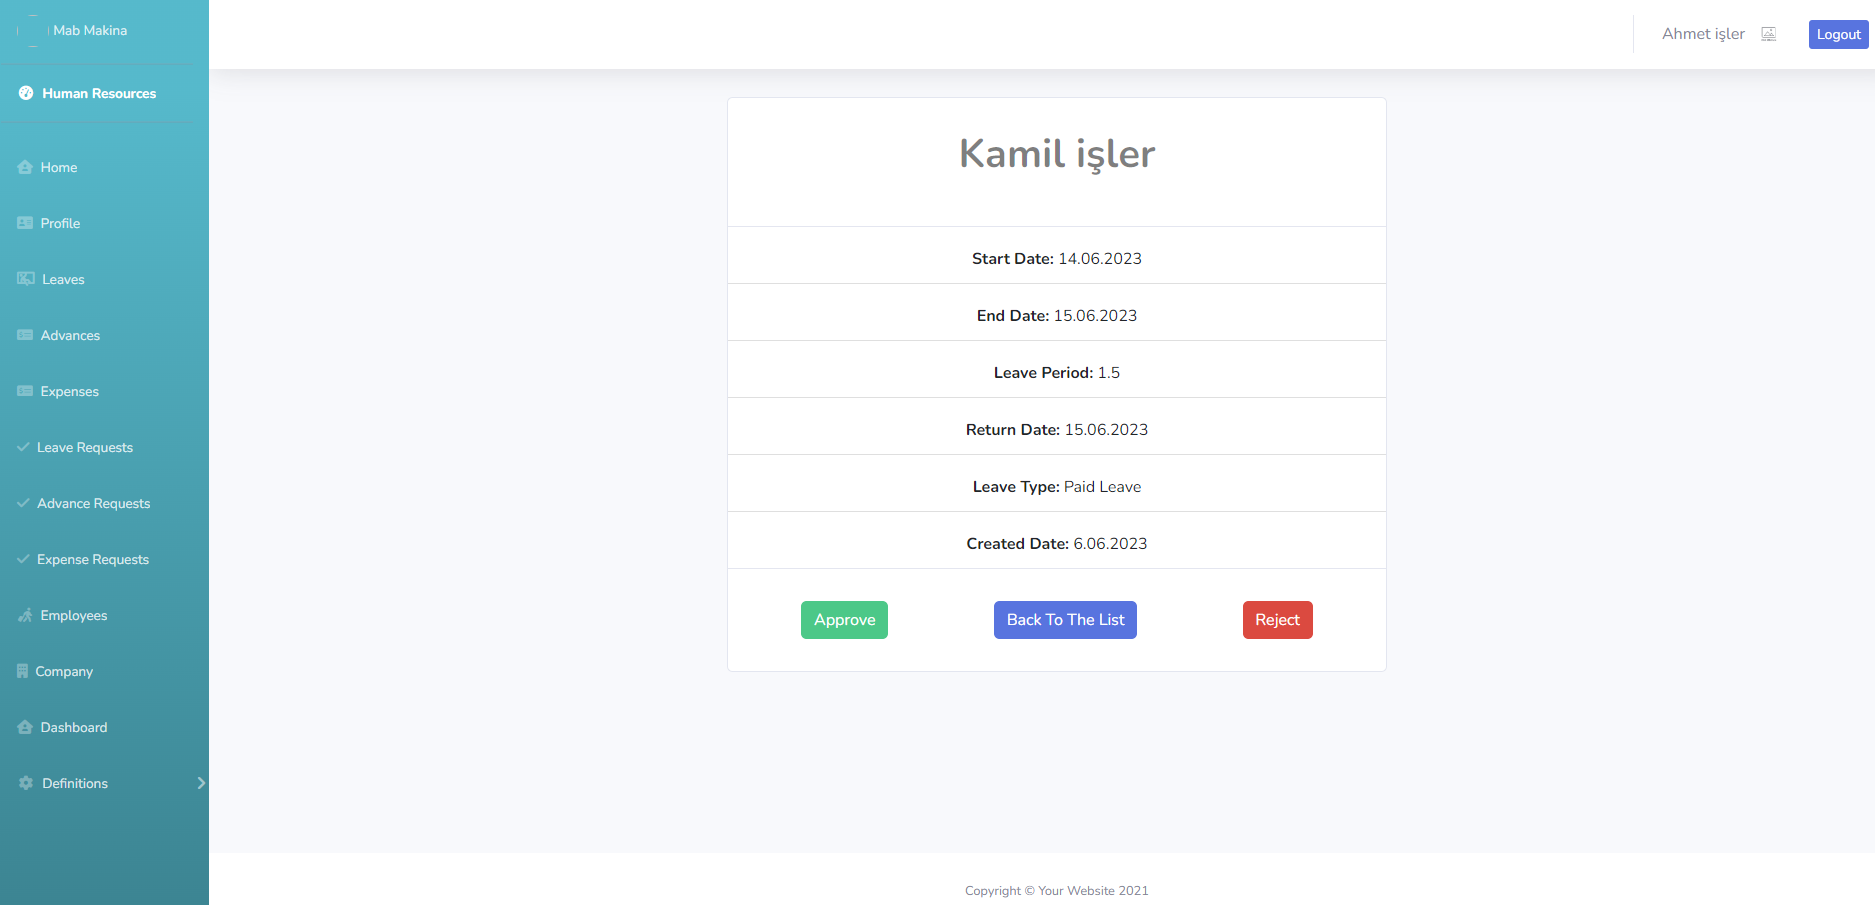 Mab Makina
Human Resources
Home
Profile
Leaves
Advances
Expenses
Leave Requests
Advance Requests
Expense Requests
Employees
Company
Dashboard
Definitions
Ahmet işler
Logout
Kamil işler
Start Date: 14.06.2023
End Date: 15.06.2023
Leave Period: 1.5
Return Date: 15.06.2023
Leave Type: Paid Leave
Created Date: 6.06.2023
Approve
Back To The List
Reject
Copyright © Your Website 2021